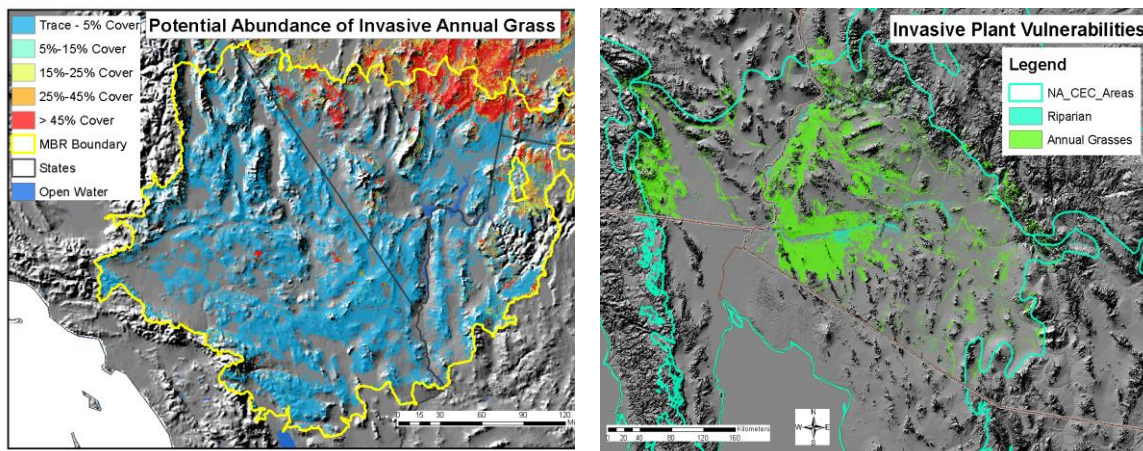 Potential Abundance of Invasive Annual Grass
Trace - 5% Cover
5%-15% Cover
15%-25% Cover
25%-45% Cover
> 45% Cover
MBR Boundary
States
Open Water
0 15 30 60 90 120
Invasive Plant Vulnerabilities
Legend
NA_CEC_Areas
Riparian
Annual Grasses
N
W E
S
Kilometers
0 20 40 80 120 160